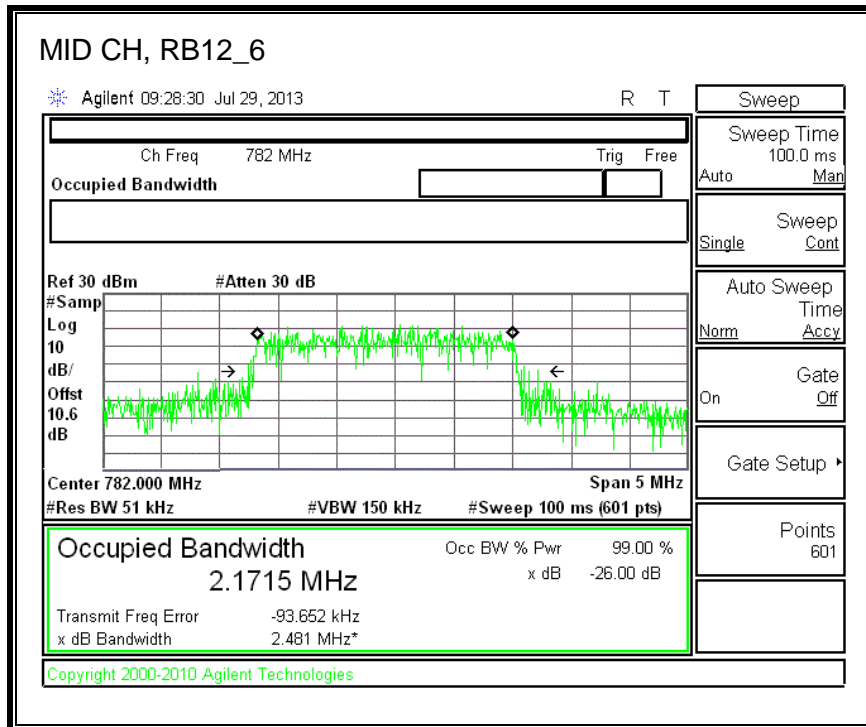 MID CH, RB12_6
Agilent 09:28:30 Jul 29, 2013 R T
Ch Freq 782 MHz Trig Free
Occupied Bandwidth
Ref 30 dBm #Atten 30 dB
#Samp
Log
10
dB/
Offst
10.6
dB
Center 782.000 MHz Span 5 MHz
#Res BW 51 kHz #VBW 150 kHz #Sweep 100 ms (601 pts)
Occupied Bandwidth
2.1715 MHz
Occ BW % Pwr 99.00 %
x dB -26.00 dB
Transmit Freq Error -93.652 kHz
x dB Bandwidth 2.481 MHz*
Copyright 2000-2010 Agilent Technologies
Sweep
Sweep Time
100.0 ms
Auto Man
Sweep
Single Cont
Auto Sweep
Time
Norm Accy
Gate
On Off
Gate Setup
Points
601